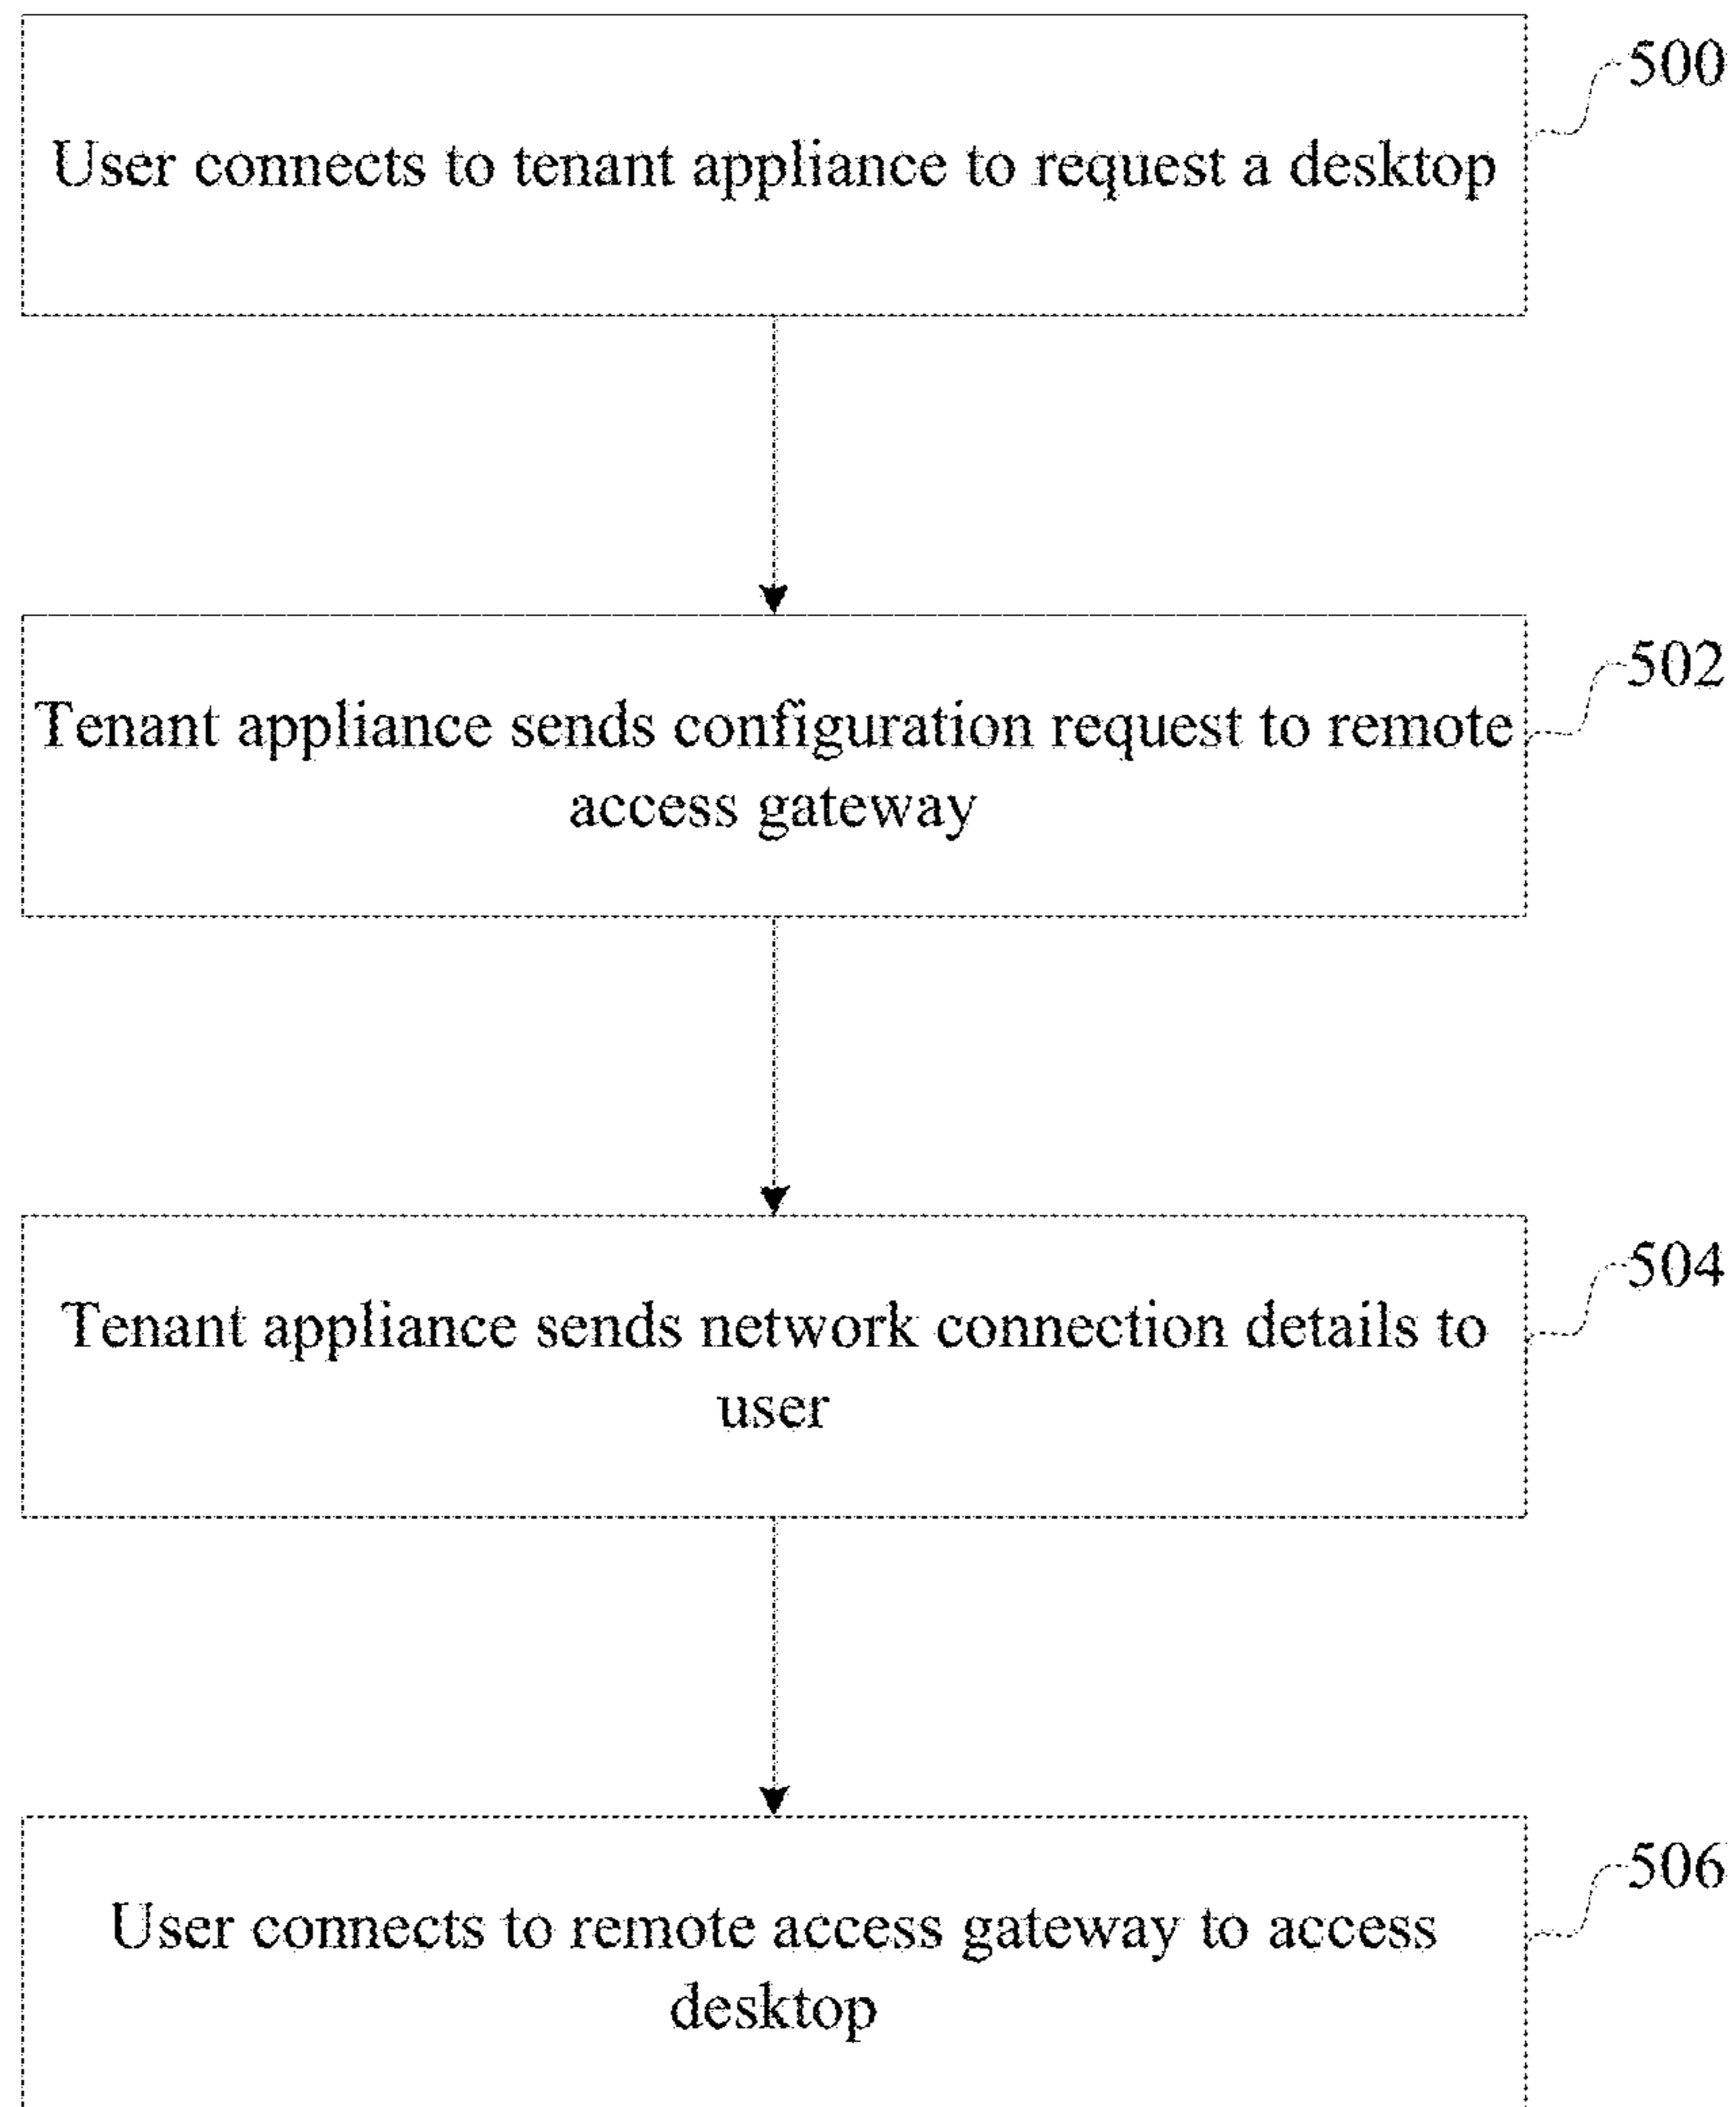 500
User connects to tenant appliance to request a desktop
502
Tenant appliance sends configuration request to remote
access gateway
504
Tenant appliance sends network connection details to
user
506
User connects to remote access gateway to access
desktop